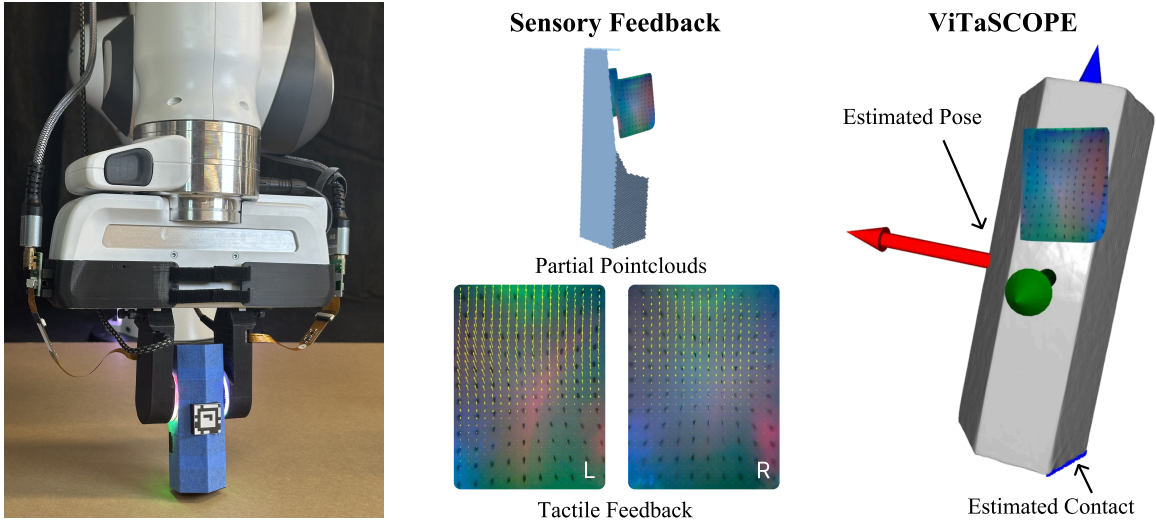 Sensory Feedback
ViTaSCOPE
Estimated Pose
Partial Pointclouds
L
R
Tactile Feedback
Estimated Contact